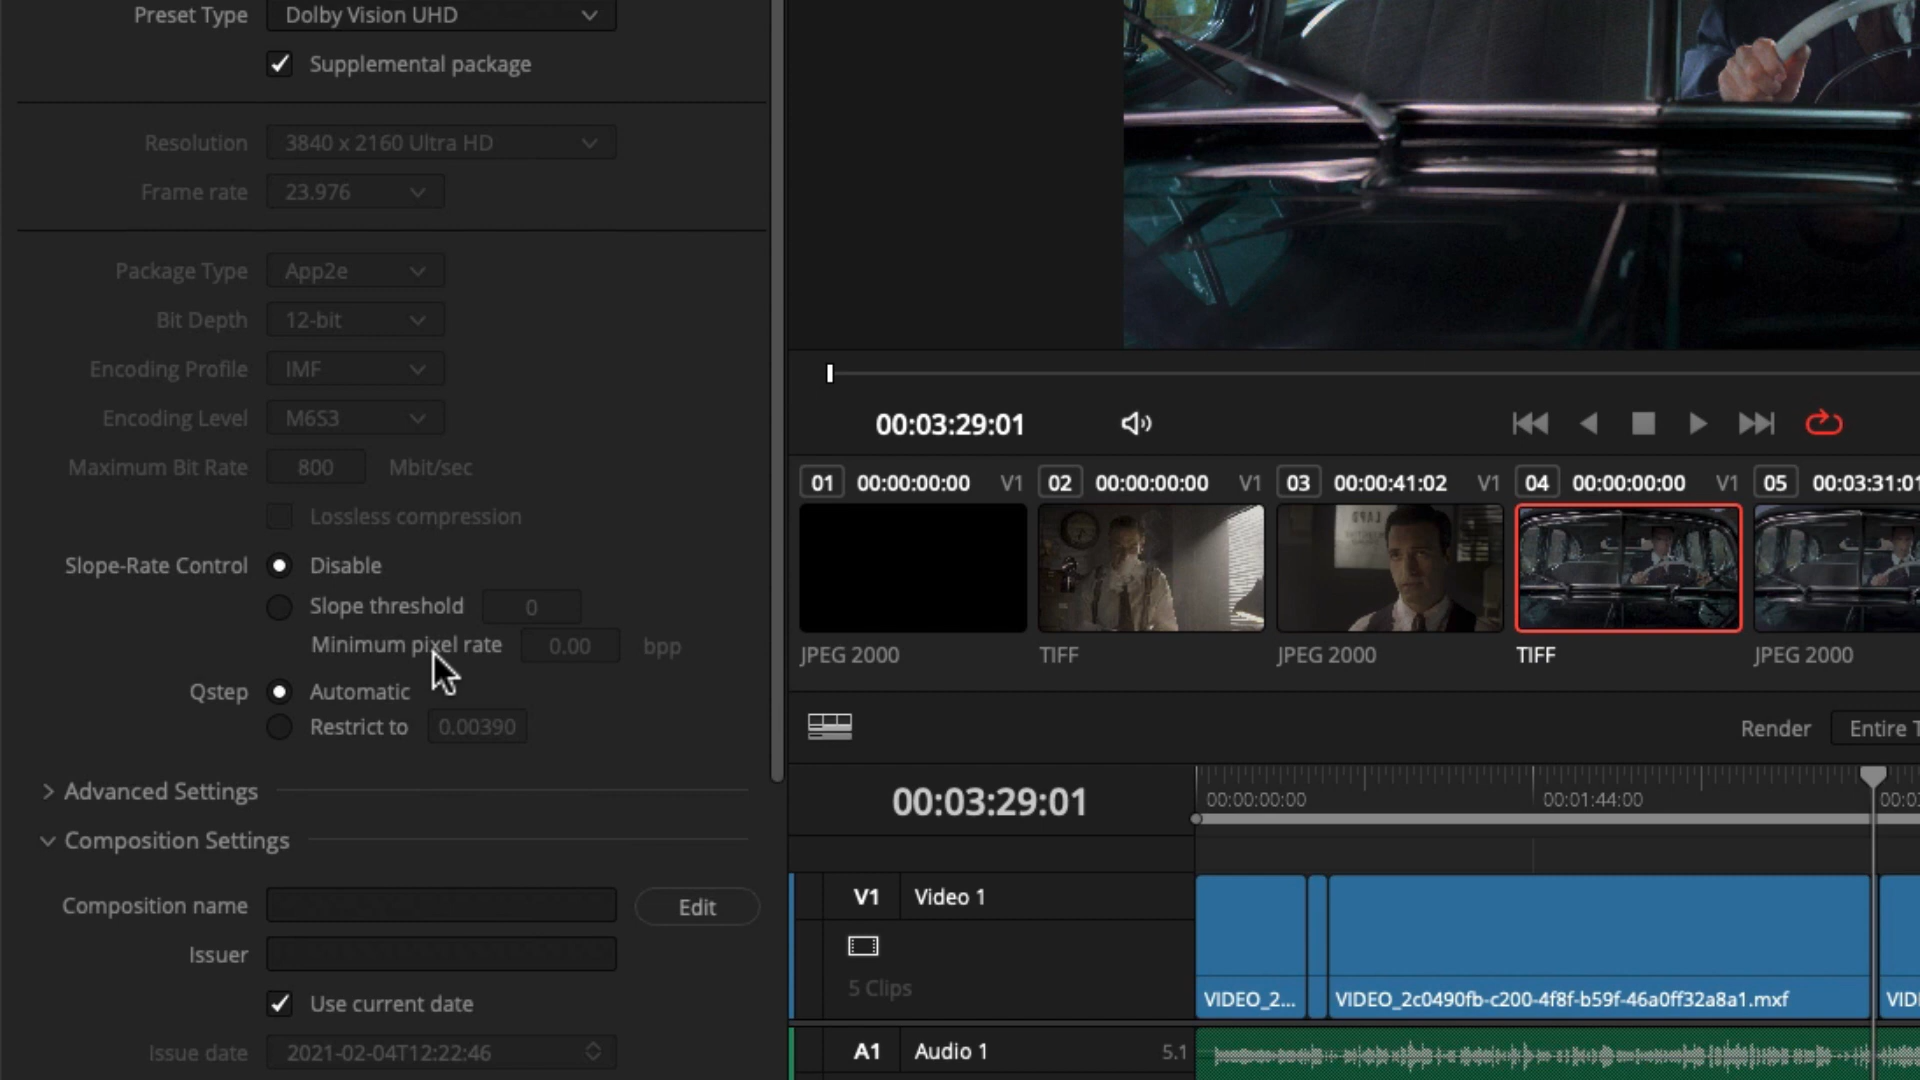 Preset Type Dolby Vision UHD
Supplemental package
Resolution 3840 x 2160 Ultra HD
Frame rate 23.976
Package Type App2e
Bit Depth 12-bit
Encoding Profile IMF
Encoding Level M6S3
Maximum Bit Rate 800 Mbit/sec
Lossless compression
Slope-Rate Control Disable
Slope threshold 0
Minimum pixel rate 0.00 bpp
Qstep Automatic
Restrict to 0.00390
Advanced Settings
Composition Settings
Composition name Edit
Issuer
Use current date
Issue date 2021-02-04T12:22:46
00:03:29:01
01 00:00:00:00 V1 02 00:00:00:00 V1 03 00:00:41:02 V1 04 00:00:00:00 V1 05 00:03:31:01
JPEG 2000 TIFF JPEG 2000 TIFF JPEG 2000
Render Entire T
00:03:29:01 00:00:00:00 00:01:44:00 00:0
V1 Video 1
5 Clips
VIDEO_2... VIDEO_2c0490fb-c200-4f8f-b59f-46a0ff32a8a1.mxf VID
A1 Audio 1 5.1